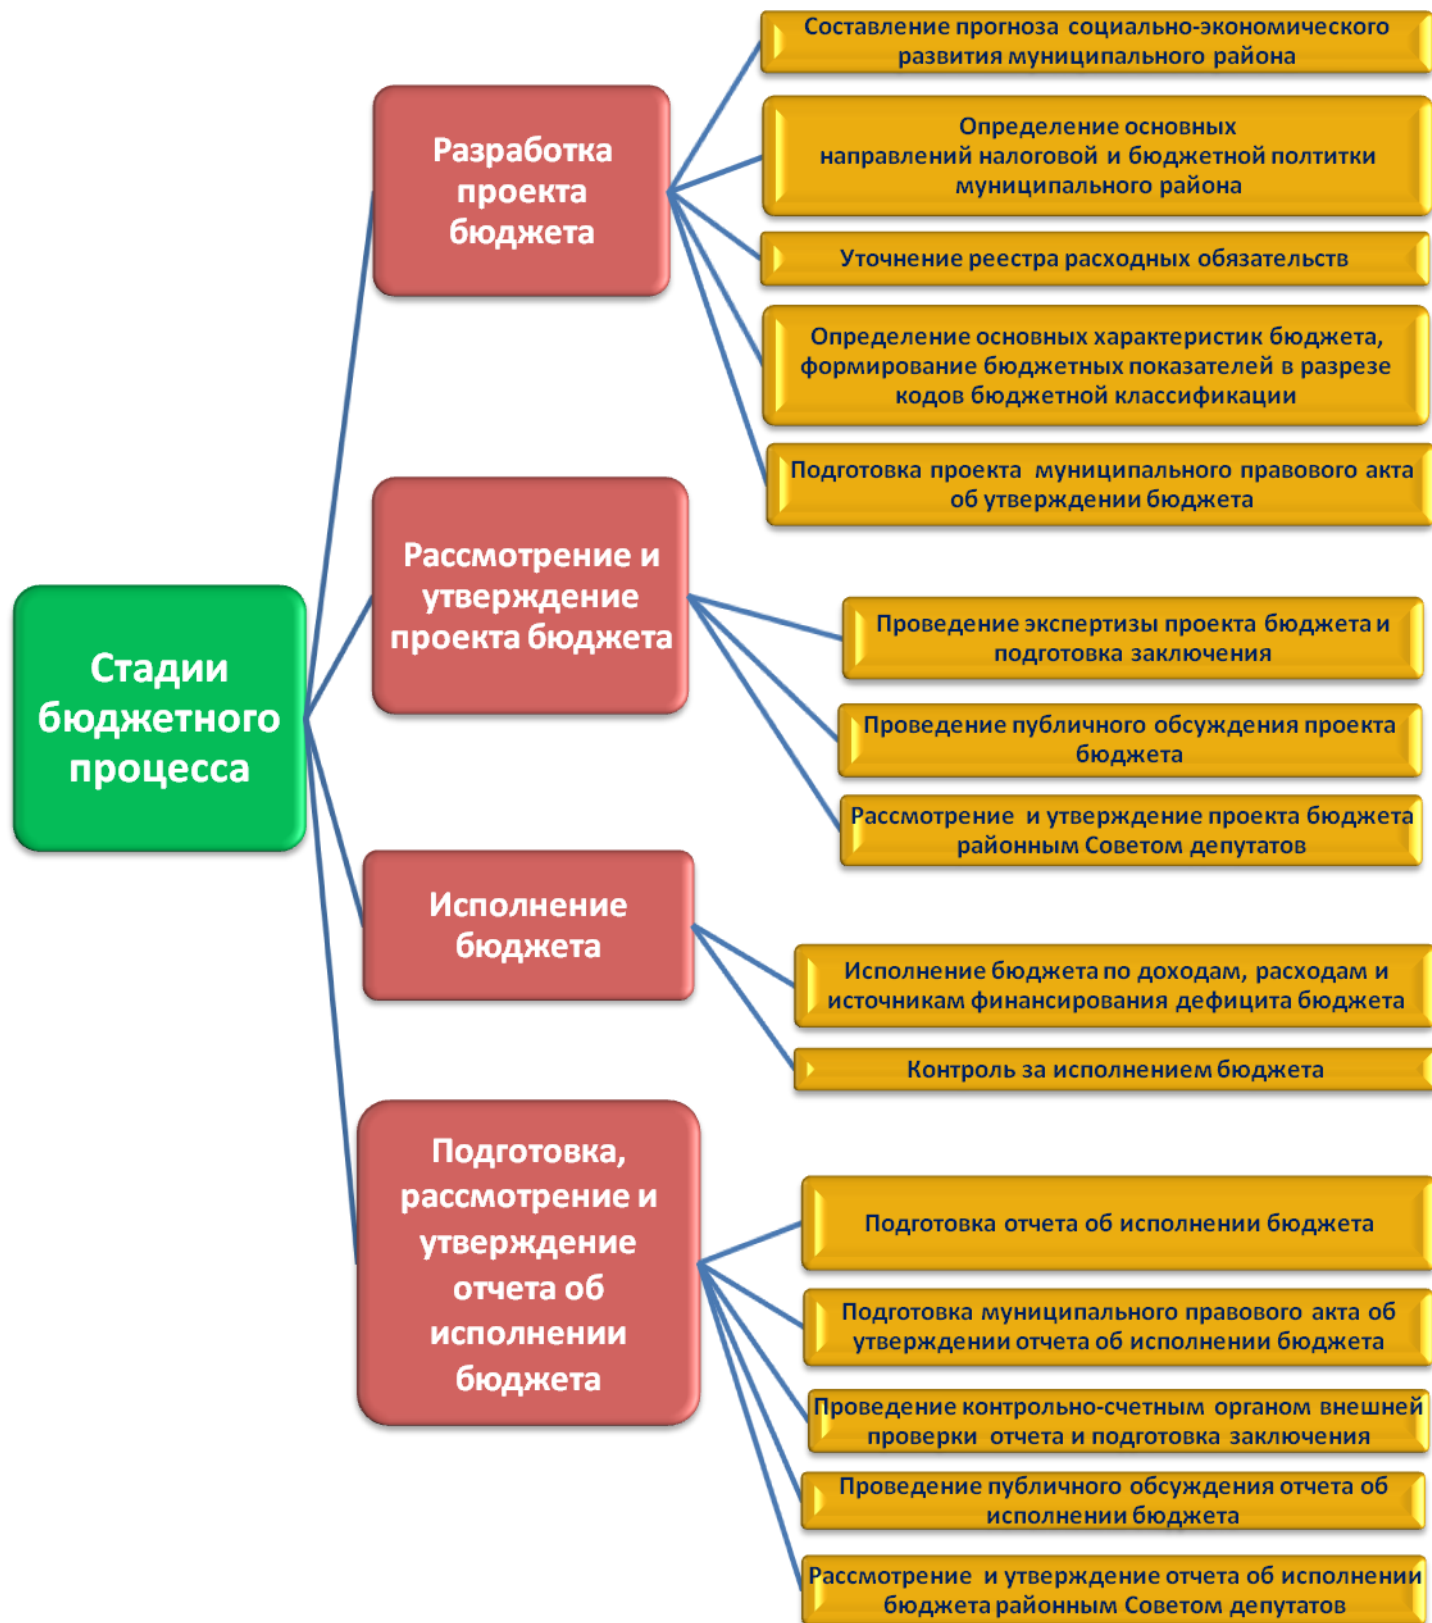 Стадии
бюджетного
процесса
Разработка
проекта
бюджета
Составление прогноза социально-экономического
развития муниципального района
Определение основных
направлений налоговой и бюджетной полтитки
муниципального района
Уточнение реестра расходных обязательств
Определение основных характеристик бюджета,
формирование бюджетных показателей в разрезе
кодов бюджетной классификации
Подготовка проекта муниципального правового акта
об утверждении бюджета
Рассмотрение и
утверждение
проекта бюджета
Проведение экспертизы проекта бюджета и
подготовка заключения
Проведение публичного обсуждения проекта
бюджета
Рассмотрение и утверждение проекта бюджета
районным Советом депутатов
Исполнение
бюджета
Исполнение бюджета по доходам, расходам и
источникам финансирования дефицита бюджета
Контроль за исполнением бюджета
Подготовка,
рассмотрение и
утверждение
отчета об
исполнении
бюджета
Подготовка отчета об исполнении бюджета
Подготовка муниципального правового акта об
утверждении отчета об исполнении бюджета
Проведение контрольно-счетным органом внешней
проверки отчета и подготовка заключения
Проведение публичного обсуждения отчета об
исполнении бюджета
Рассмотрение и утверждение отчета об исполнении
бюджета районным Советом депутатов